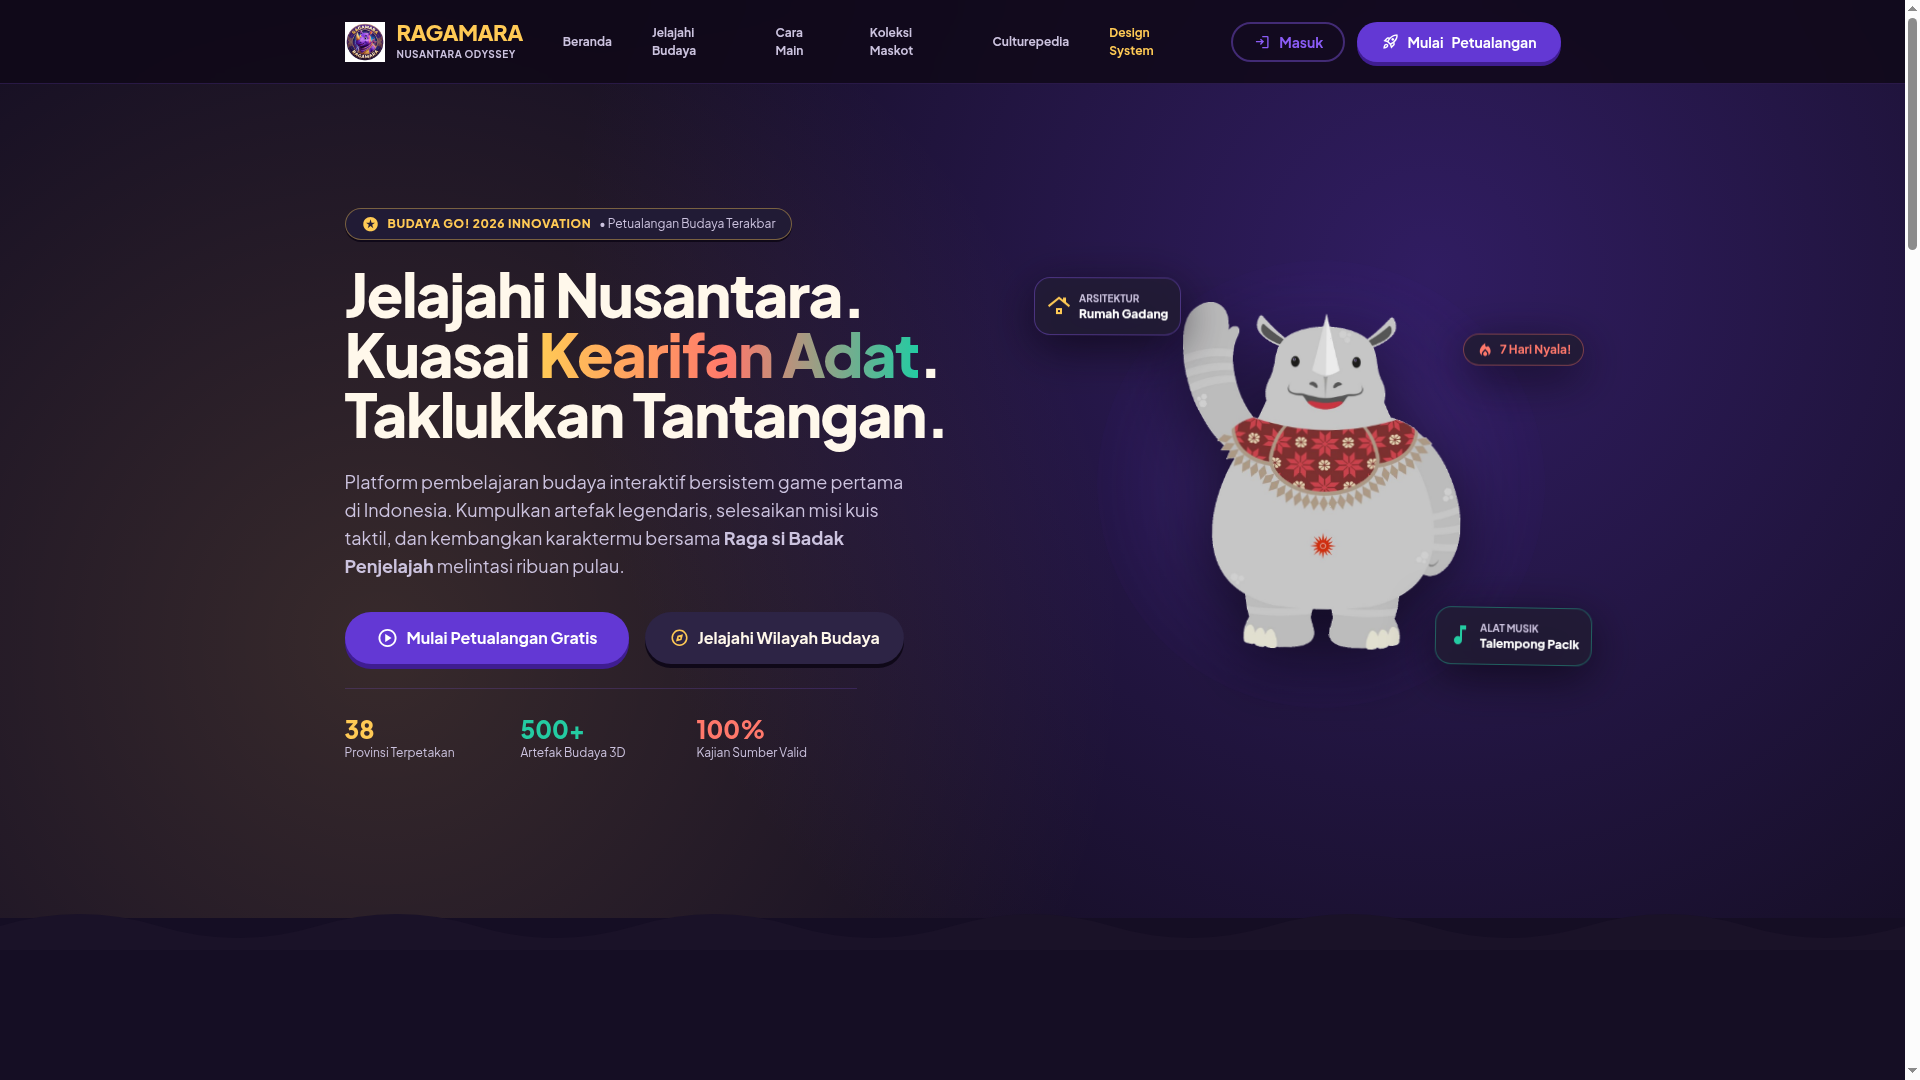 RAGAMARA
NUSANTARA ODYSSEY
Beranda
Jelajahi
Budaya
Cara
Main
Koleksi
Maskot
Culturepedia
Design
System
Masuk
Mulai Petualangan
BUDAYA GO! 2026 INNOVATION • Petualangan Budaya Terakbar
Jelajahi Nusantara.
Kuasai Kearifan Adat.
Taklukkan Tantangan.
Platform pembelajaran budaya interaktif bersistem game pertama
di Indonesia. Kumpulkan artefak legendaris, selesaikan misi kuis
taktil, dan kembangkan karaktermu bersama Raga si Badak
Penjelajah melintasi ribuan pulau.
Mulai Petualangan Gratis
Jelajahi Wilayah Budaya
38
Provinsi Terpetakan
500+
Artefak Budaya 3D
100%
Kajian Sumber Valid
ARSITEKTUR
Rumah Gadang
7 Hari Nyala!
ALAT MUSIK
Talempong Pacik